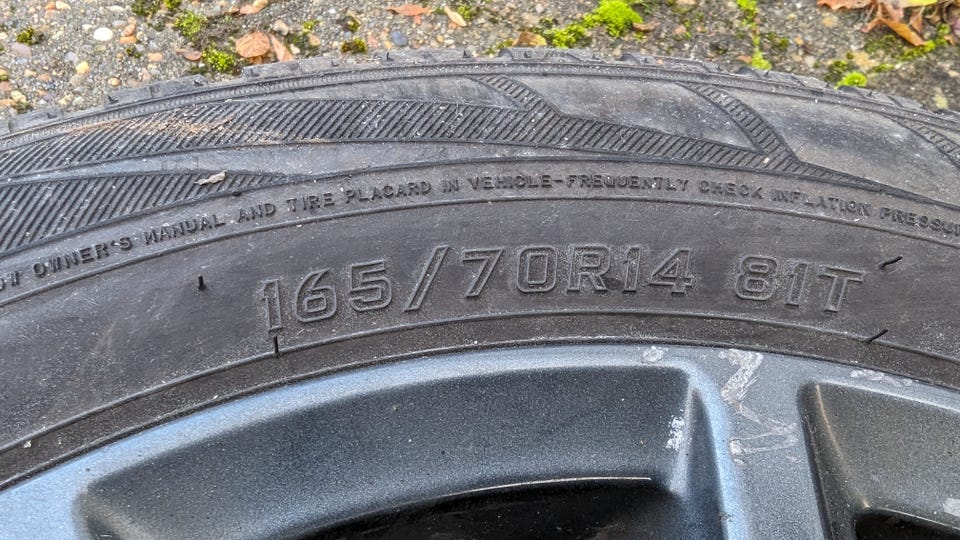 OWNER'S MANUAL AND TIRE PLACARD IN VEHICLE-FREQUENTLY CHECK INFLATION
165/70R14 81T